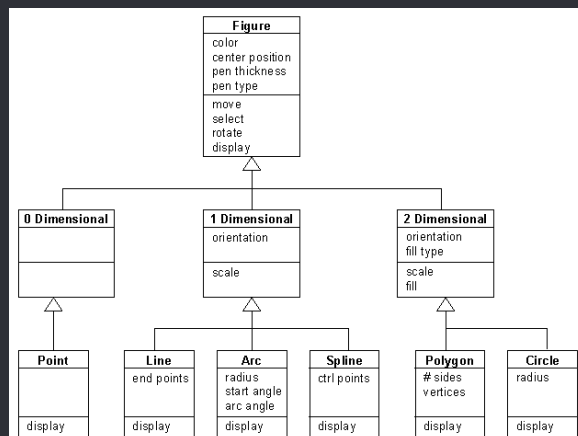 Figure
color
center position
pen thickness
pen type
move
select
rotate
display
0 Dimensional
1 Dimensional
orientation
scale
2 Dimensional
orientation
fill type
scale
fill
Point
display
Line
end points
display
Arc
radius
start angle
arc angle
display
Spline
ctrl points
display
Polygon
# sides
vertices
display
Circle
radius
display